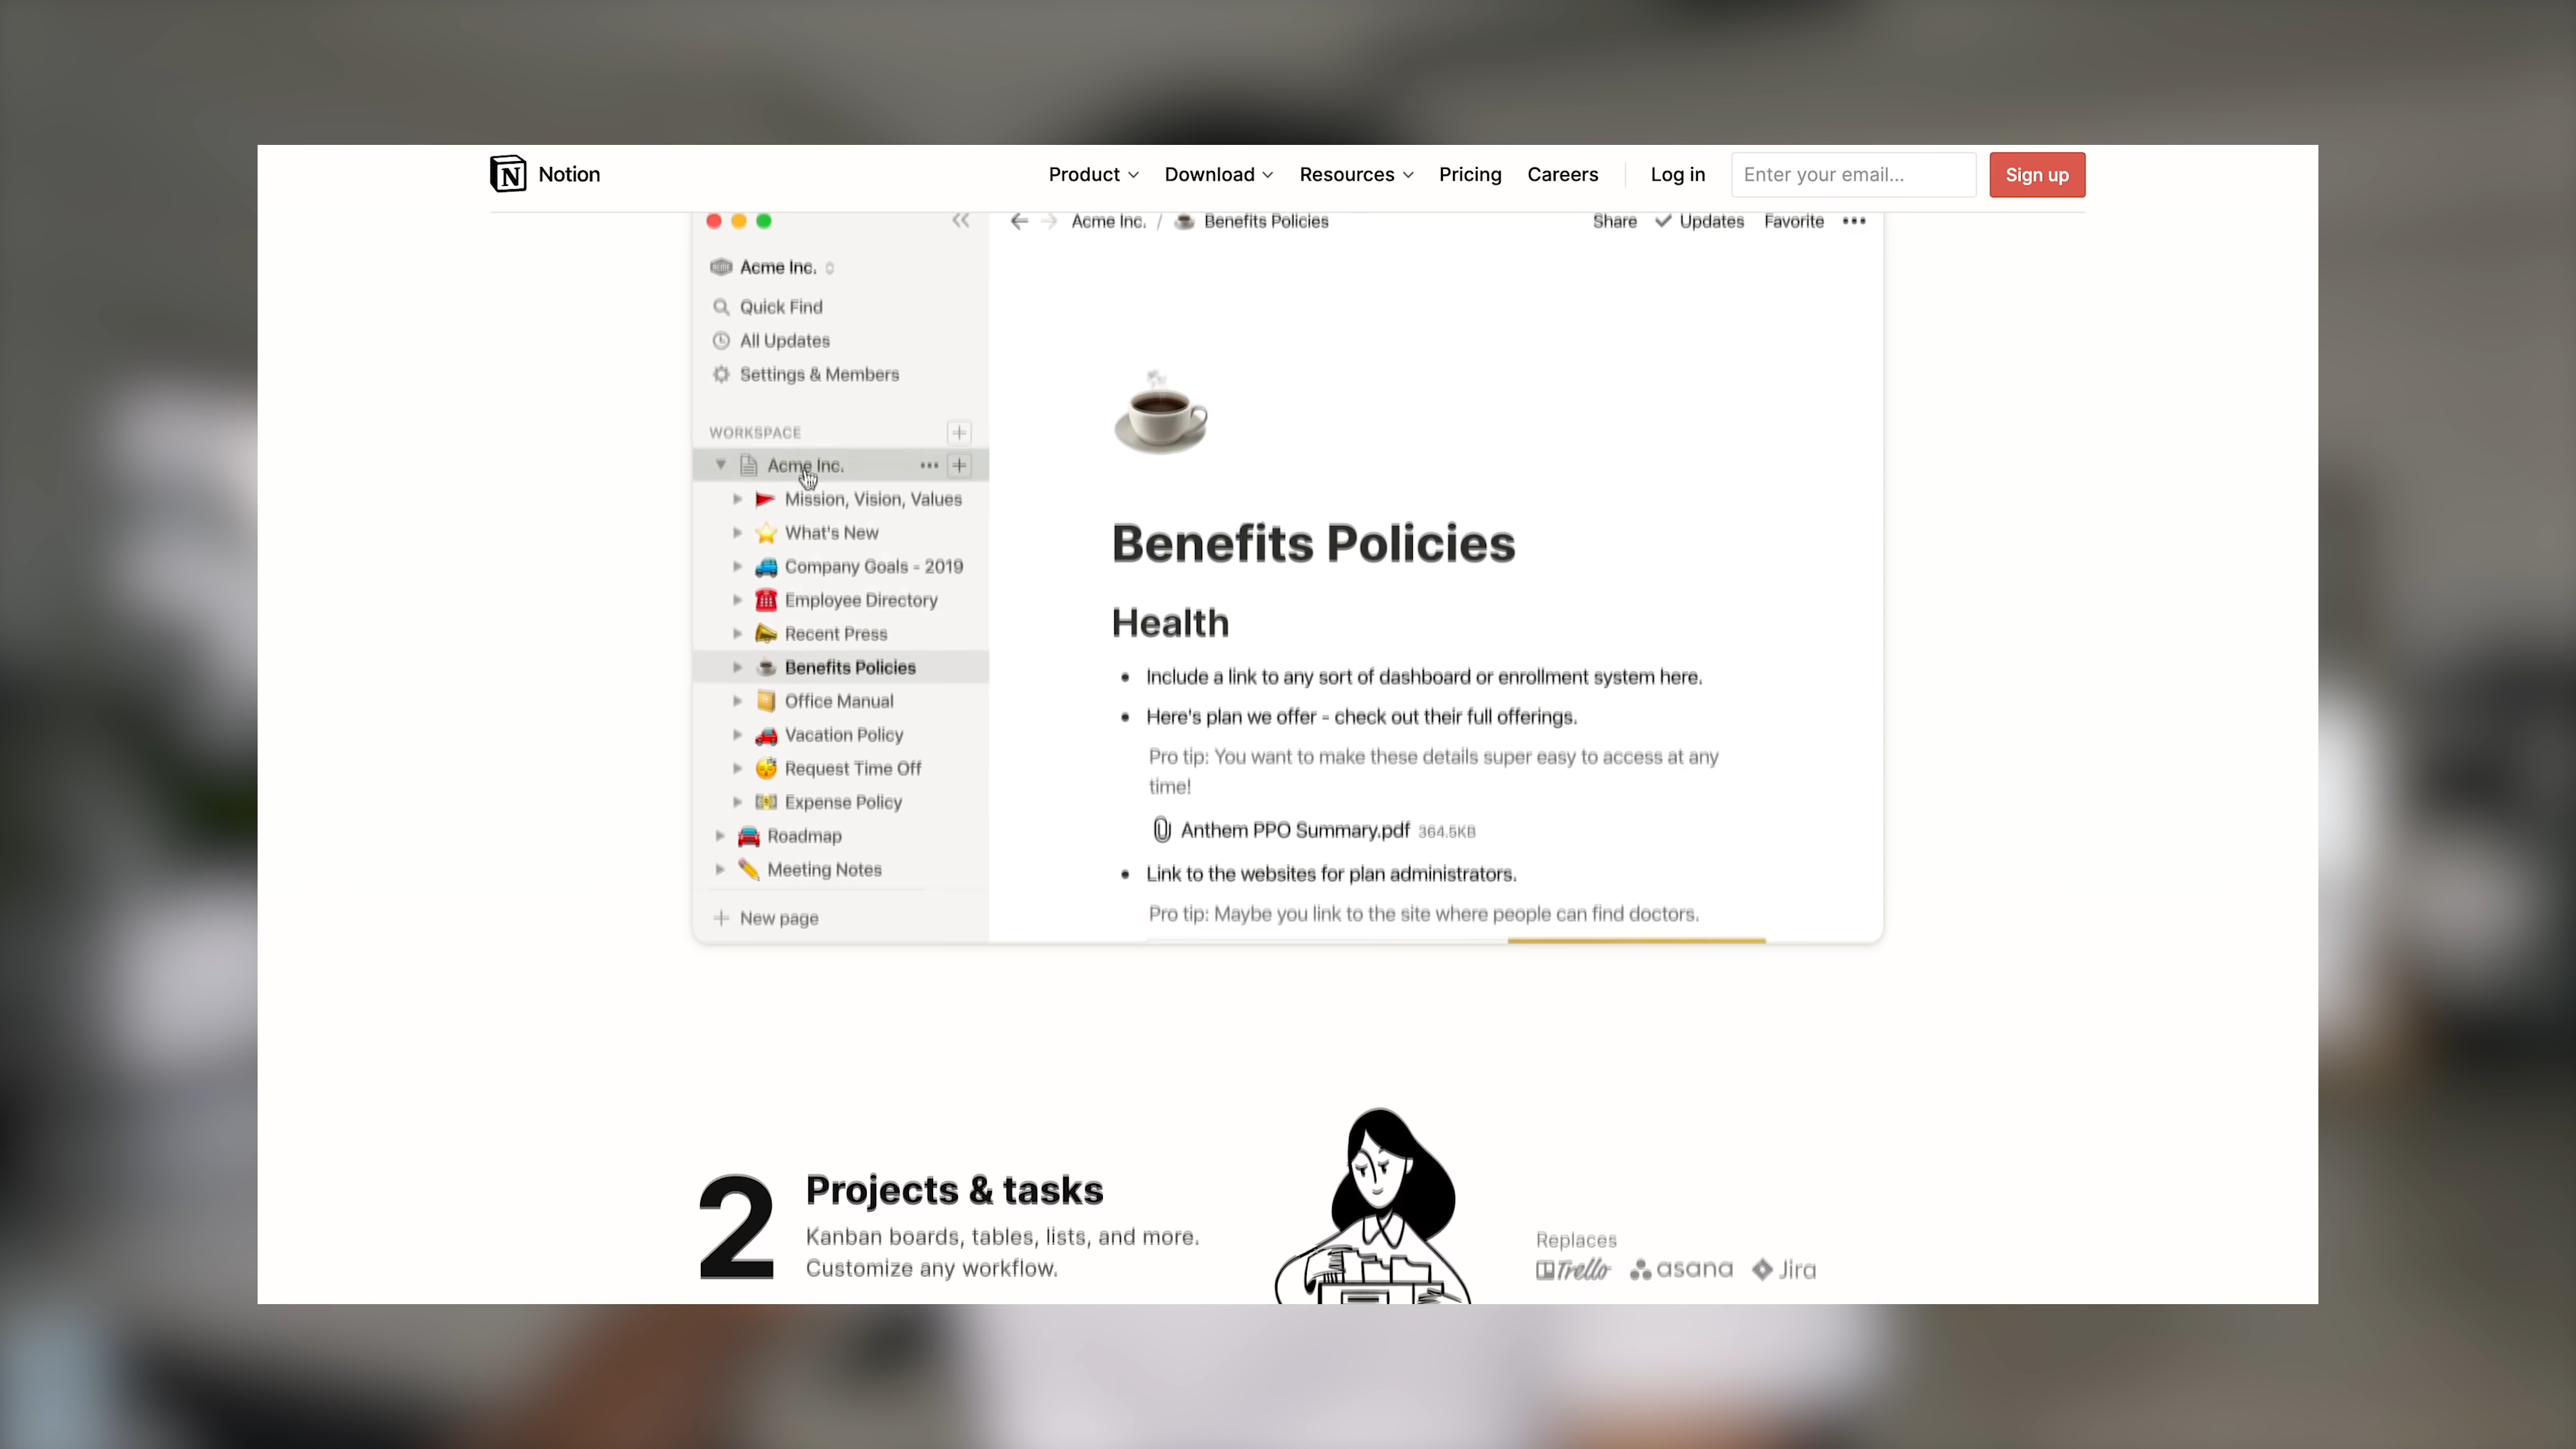 Notion
Product Download Resources Pricing Careers Log in Enter your email... Sign up
Acme Inc. / Benefits Policies Share Updates Favorite
Acme Inc.
Quick Find
All Updates
Settings & Members
WORKSPACE
Acme Inc.
Mission, Vision, Values
What's New
Company Goals - 2019
Employee Directory
Recent Press
Benefits Policies
Office Manual
Vacation Policy
Request Time Off
Expense Policy
Roadmap
Meeting Notes
New page
Benefits Policies
Health
Include a link to any sort of dashboard or enrollment system here.
Here's plan we offer - check out their full offerings.
Pro tip: You want to make these details super easy to access at any
time!
Anthem PPO Summary.pdf 364.5KB
Link to the websites for plan administrators.
Pro tip: Maybe you link to the site where people can find doctors.
2
Projects & tasks
Kanban boards, tables, lists, and more.
Customize any workflow.
Replaces
Trello asana Jira